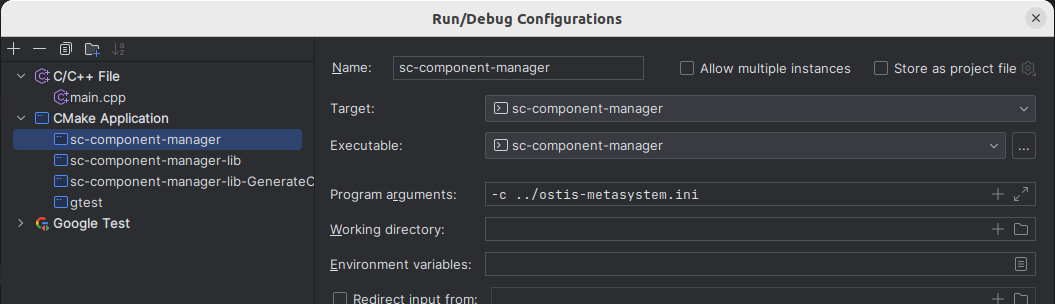 Run/Debug Configurations
C/C++ File
main.cpp
CMake Application
sc-component-manager
sc-component-manager-lib
sc-component-manager-lib-GenerateC
gtest
Google Test
Name: sc-component-manager Allow multiple instances Store as project file
Target: sc-component-manager
Executable: sc-component-manager ...
Program arguments: -c ../ostis-metasystem.ini
Working directory:
Environment variables:
Redirect input from: